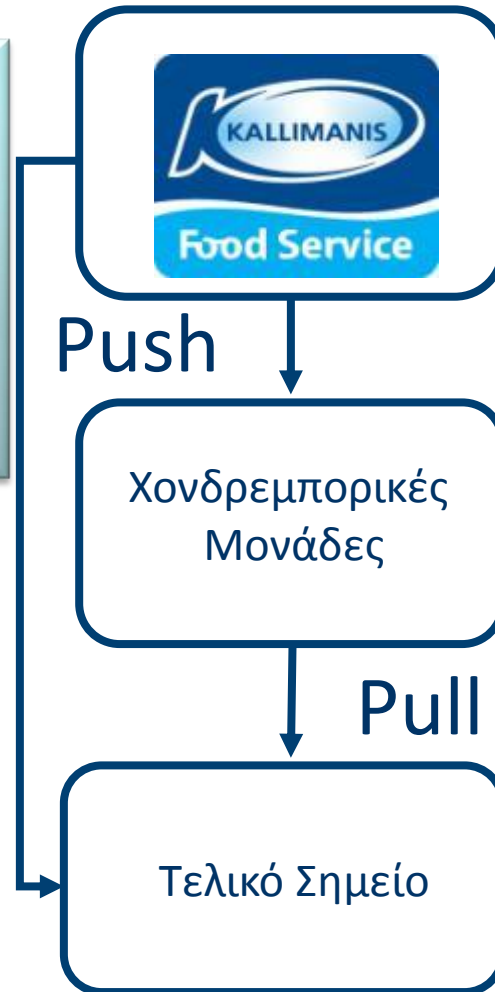 KALLIMANIS
Food Service
Push
Χονδρεμπορικές
Μονάδες
Pull
Τελικό Σημείο